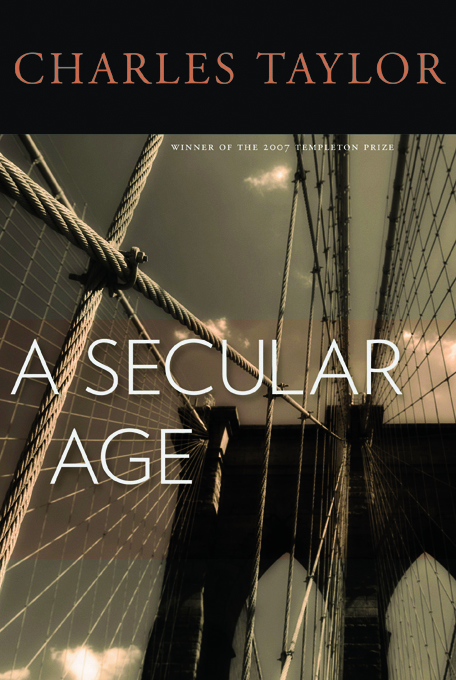 CHARLES TAYLOR
WINNER OF THE 2007 TEMPLETON PRIZE
A SECULAR
AGE